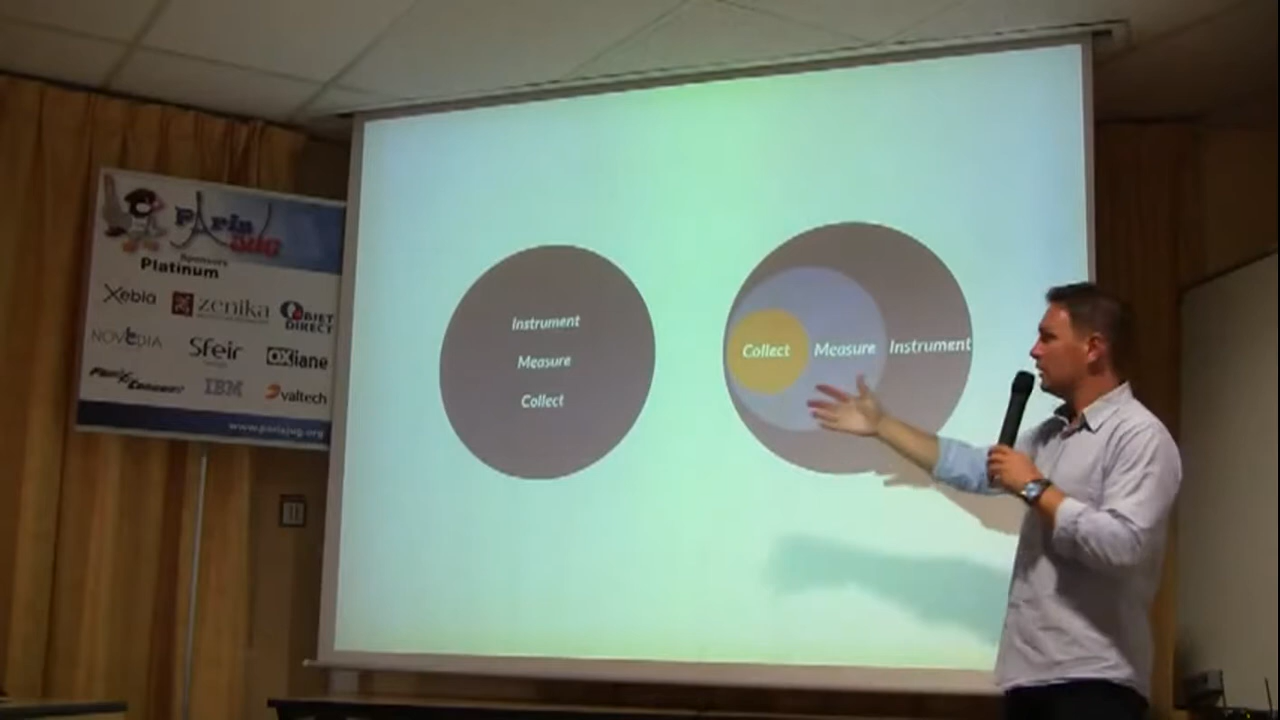 Paris
JUG
Sponsors
Platinum
Xebia
zenika
OBJET
DIRECT
NOVEDIA
Sfeir
OXiane
IBM
valtech
www.parisjug.org
Instrument
Measure
Collect
Collect
Measure
Instrument